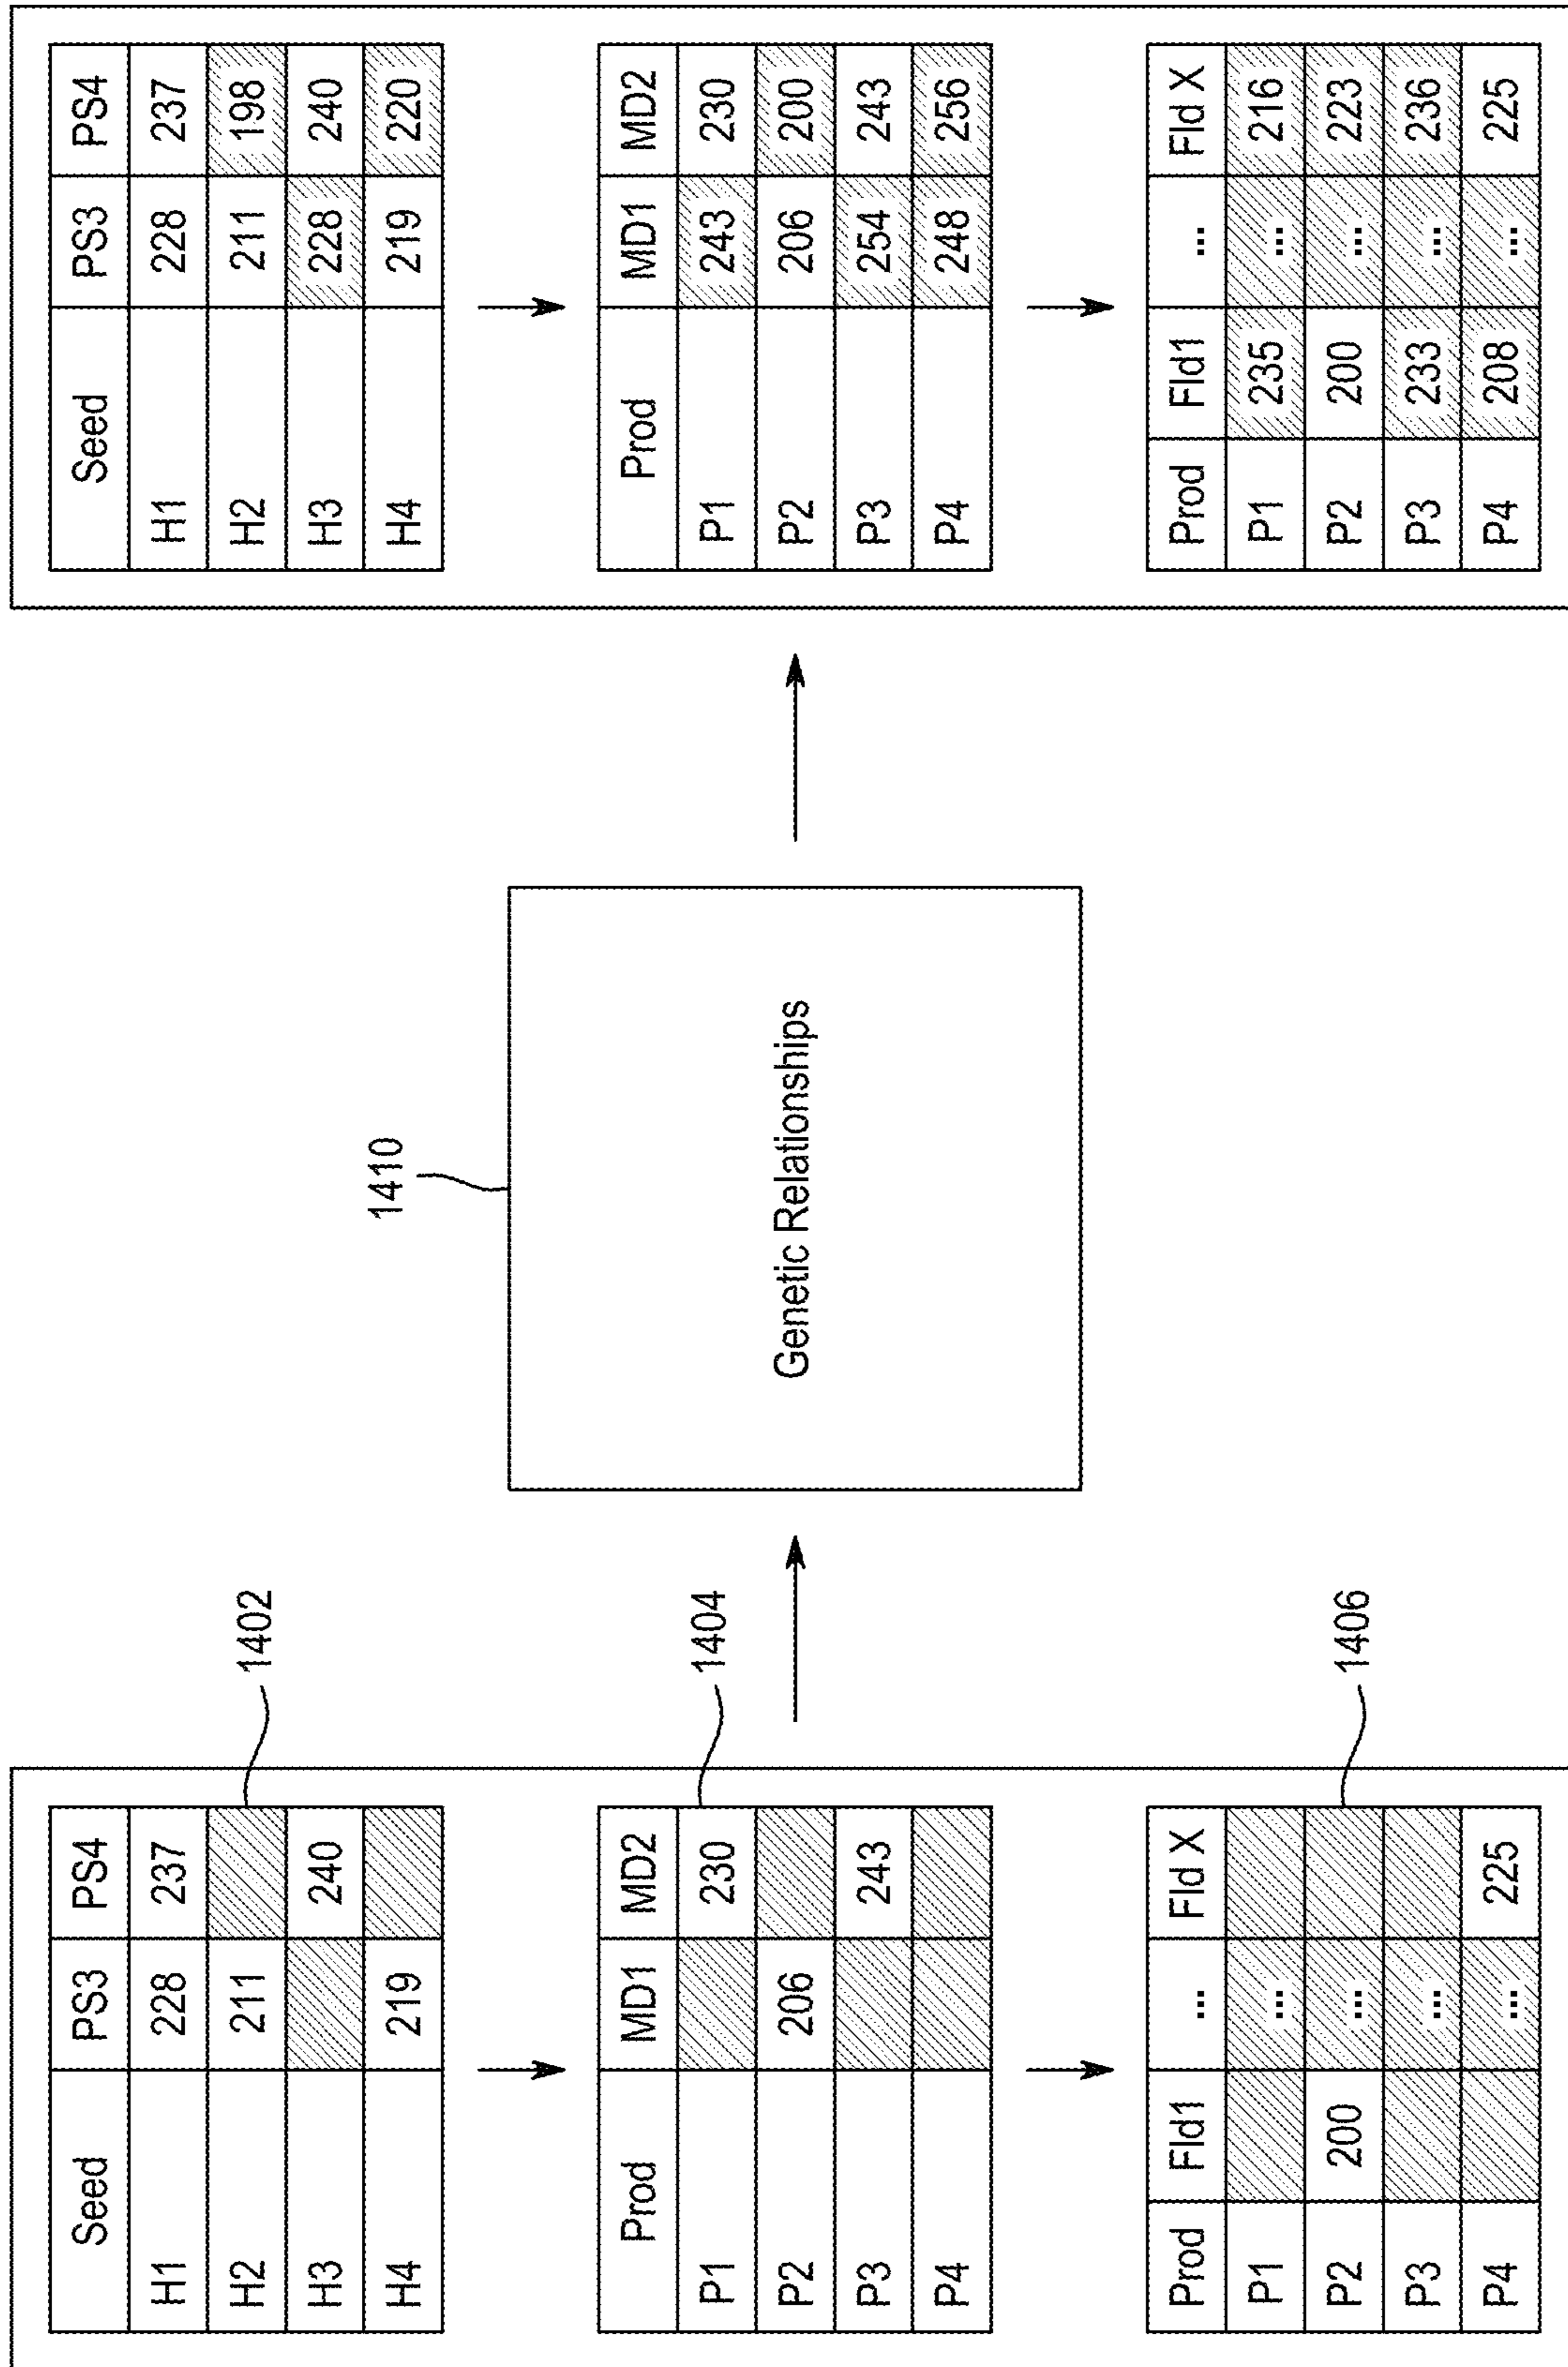 Seed PS3 PS4
H1 228 237
H2 211
H3 240
H4 219
1402
Prod MD1 MD2
P1 230
P2 206
P3 243
P4
1404
Prod Fld1 ... Fld X
P1 ...
P2 200 ...
P3 ...
P4 ... 225
1406
1410
Genetic Relationships
Seed PS3 PS4
H1 228 237
H2 211 198
H3 228 240
H4 219 220
Prod MD1 MD2
P1 243 230
P2 206 200
P3 254 243
P4 248 256
Prod Fld1 ... Fld X
P1 235 ... 216
P2 200 ... 223
P3 233 ... 236
P4 208 ... 225